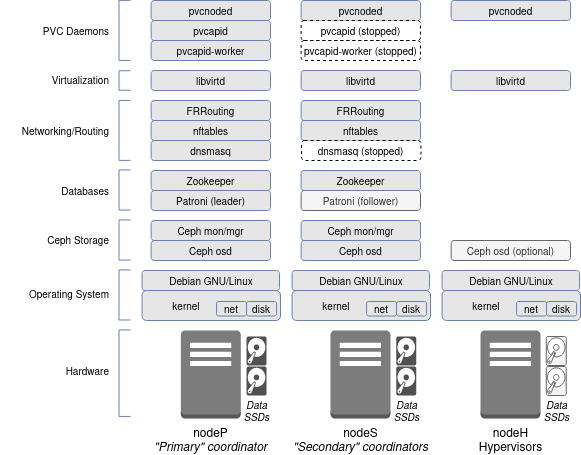 PVC Daemons
pvcnoded
pvcnoded
pvcnoded
pvcapid
pvcapid (stopped)
pvcapid-worker
pvcapid-worker (stopped)
Virtualization
libvirtd
libvirtd
libvirtd
Networking/Routing
FRRouting
FRRouting
nftables
nftables
dnsmasq
dnsmasq (stopped)
Databases
Zookeeper
Zookeeper
Patroni (leader)
Patroni (follower)
Ceph Storage
Ceph mon/mgr
Ceph mon/mgr
Ceph osd
Ceph osd
Ceph osd (optional)
Operating System
Debian GNU/Linux
Debian GNU/Linux
Debian GNU/Linux
kernel net disk
kernel net disk
kernel net disk
Hardware
Data
SSDs
Data
SSDs
Data
SSDs
nodeP
"Primary" coordinator
nodeS
"Secondary" coordinators
nodeH
Hypervisors